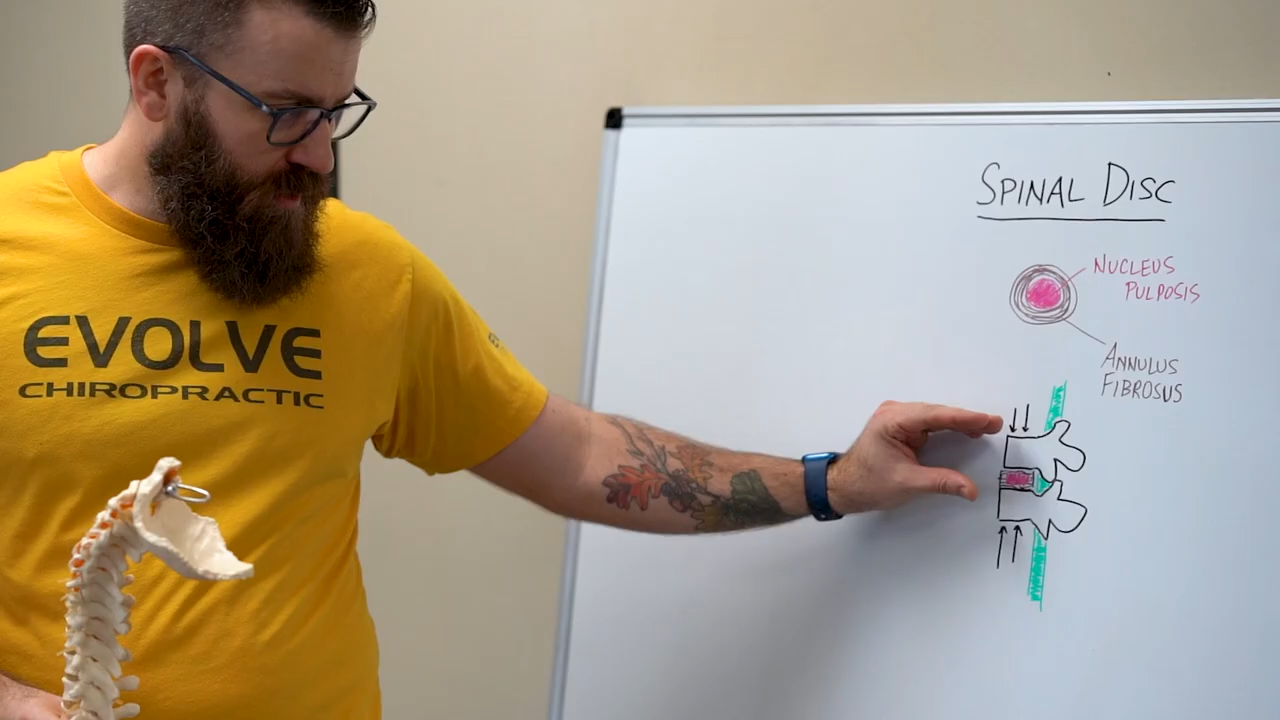 EVOLVE
CHIROPRACTIC
SPINAL DISC
NUCLEUS
PULPOSIS
ANNULUS
FIBROSUS